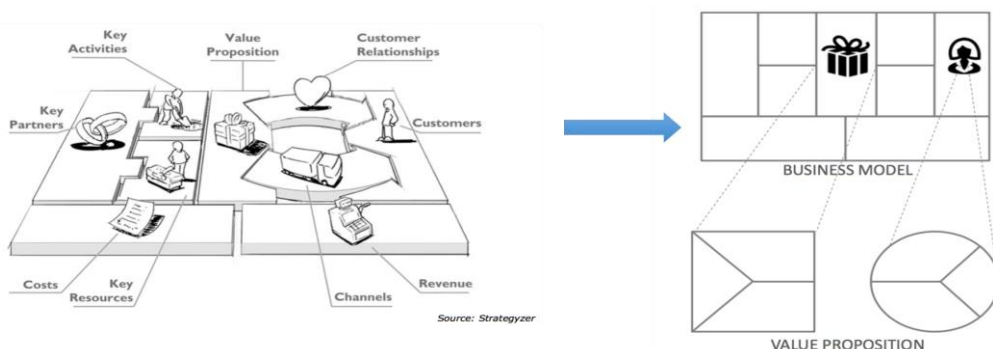 Key
Activities
Value
Proposition
Customer
Relationships
Key
Partners
Customers
Costs
Key
Resources
Channels
Revenue
Source: Strategyzer
BUSINESS MODEL
VALUE PROPOSITION